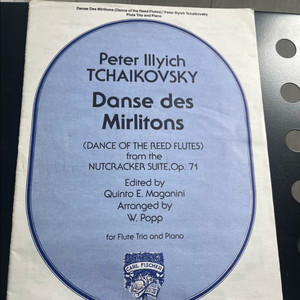 Danse Des Mirlitons (Dance of the Reed Flutes)/Peter Illyich Tchaikovsky
Flute Trio and Piano
Peter Illyich
TCHAIKOVSKY
Danse des
Mirlitons
(DANCE OF THE REED FLUTES)
from the
NUTCRACKER SUITE, Op. 71
Edited by
Quinto E. Maganini
Arranged by
W. Popp
for Flute Trio and Piano
CARL FISCHER